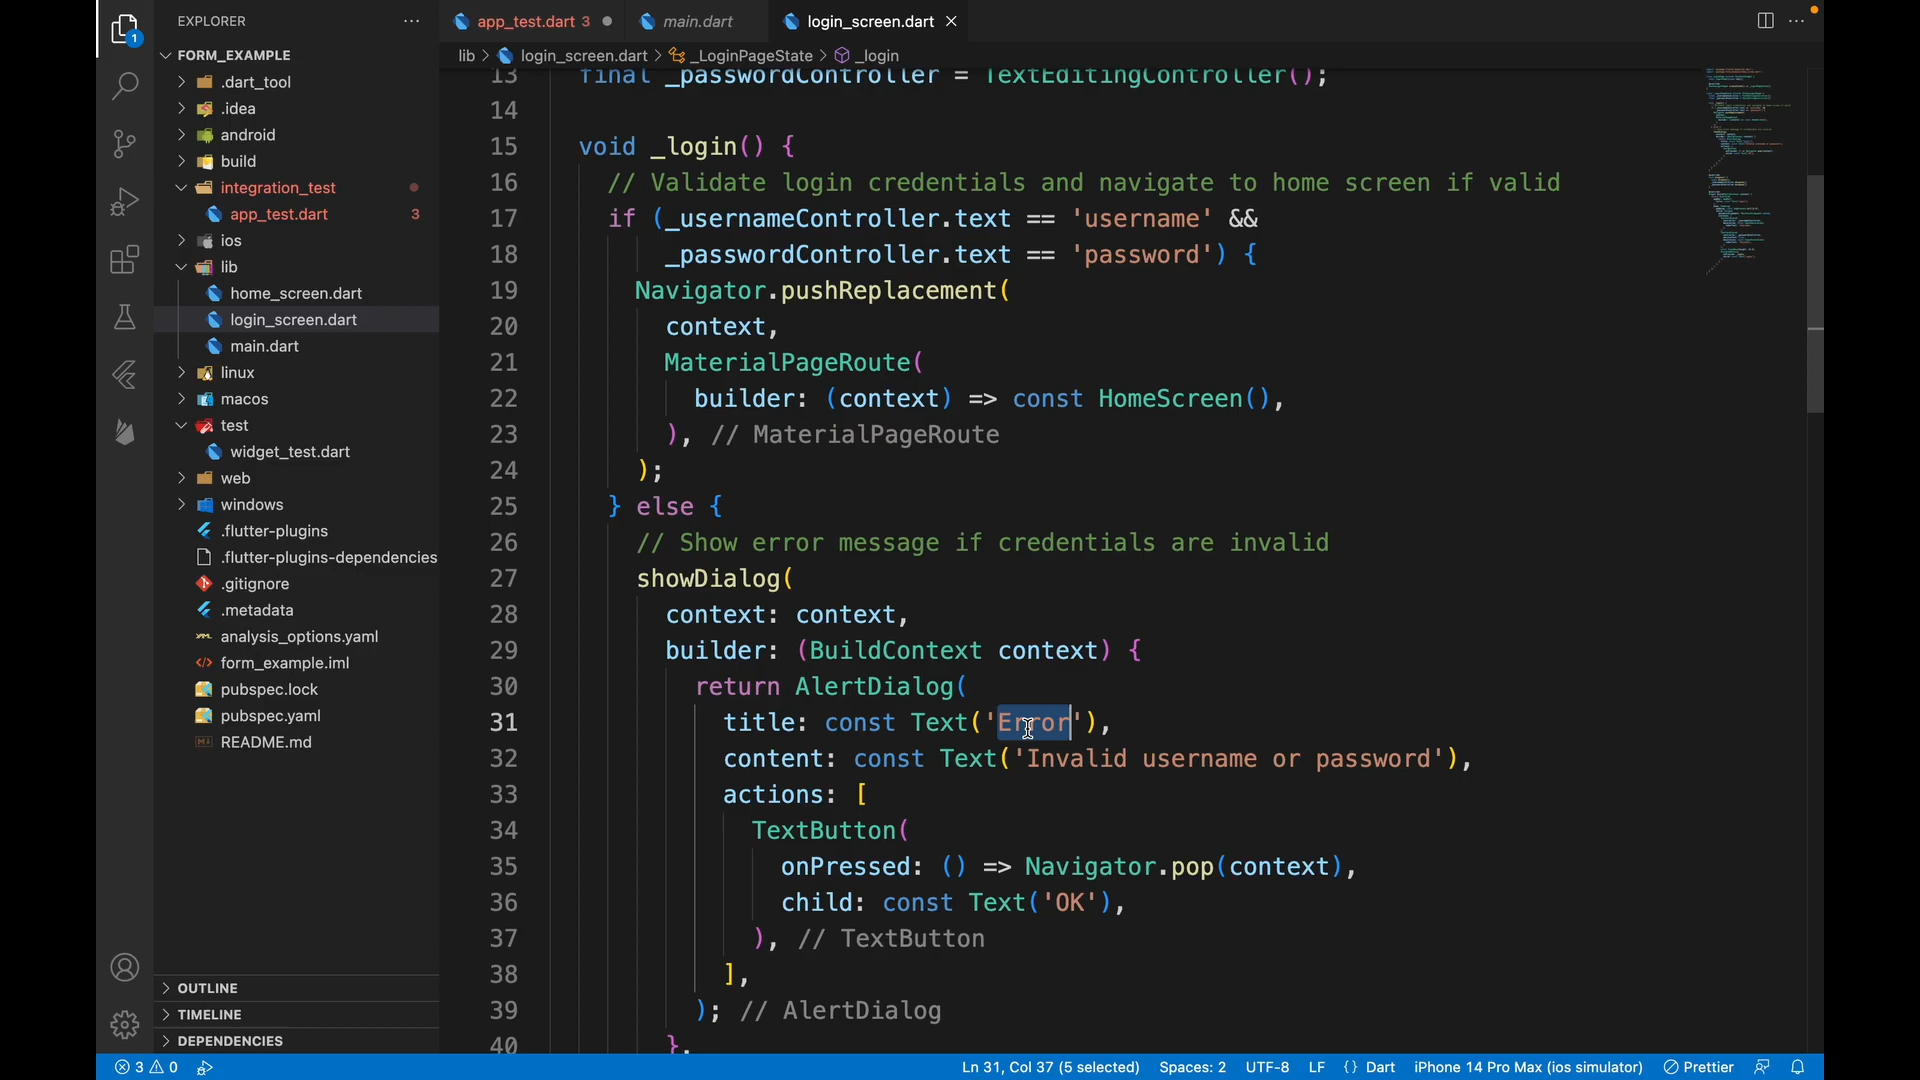 EXPLORER
1
FORM_EXAMPLE
.dart_tool
.idea
android
build
integration_test
app_test.dart 3
ios
lib
home_screen.dart
login_screen.dart
main.dart
linux
macos
test
widget_test.dart
web
windows
.flutter-plugins
.flutter-plugins-dependencies
.gitignore
.metadata
analysis_options.yaml
form_example.iml
pubspec.lock
pubspec.yaml
README.md
OUTLINE
TIMELINE
DEPENDENCIES
app_test.dart 3
main.dart
login_screen.dart
lib > login_screen.dart > _LoginPageState > _login
13 final _passwordController = TextEditingController();
14
15 void _login() {
16 // Validate login credentials and navigate to home screen if valid
17 if (_usernameController.text == 'username' &&
18 _passwordController.text == 'password') {
19 Navigator.pushReplacement(
20 context,
21 MaterialPageRoute(
22 builder: (context) => const HomeScreen(),
23 ), // MaterialPageRoute
24 );
25 } else {
26 // Show error message if credentials are invalid
27 showDialog(
28 context: context,
29 builder: (BuildContext context) {
30 return AlertDialog(
31 title: const Text('Error'),
32 content: const Text('Invalid username or password'),
33 actions: [
34 TextButton(
35 onPressed: () => Navigator.pop(context),
36 child: const Text('OK'),
37 ), // TextButton
38 ],
39 ); // AlertDialog
40 },
3 0 Ln 31, Col 37 (5 selected) Spaces: 2 UTF-8 LF {} Dart iPhone 14 Pro Max (ios simulator) Prettier